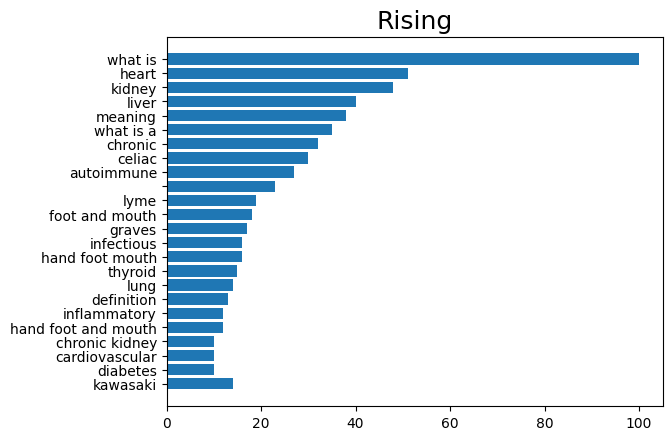 Rising
what is
heart
kidney
liver
meaning
what is a
chronic
celiac
autoimmune
lyme
foot and mouth
graves
infectious
hand foot mouth
thyroid
lung
definition
inflammatory
hand foot and mouth
chronic kidney
cardiovascular
diabetes
kawasaki
0 20 40 60 80 100